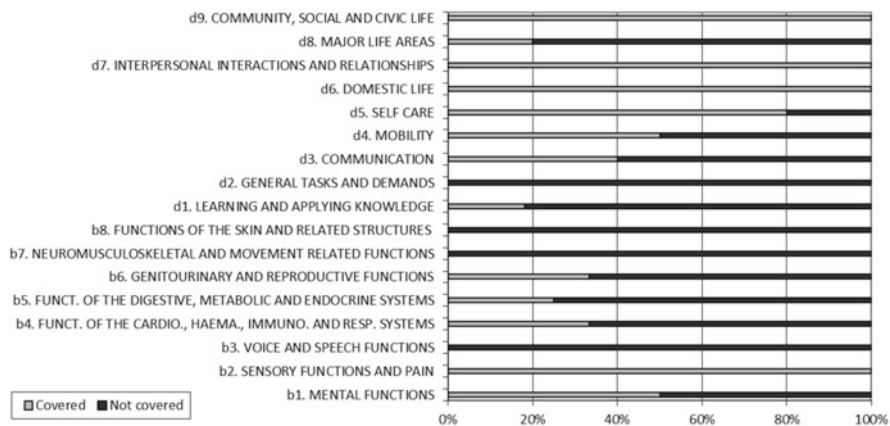 d9. COMMUNITY, SOCIAL AND CIVIC LIFE
d8. MAJOR LIFE AREAS
d7. INTERPERSONAL INTERACTIONS AND RELATIONSHIPS
d6. DOMESTIC LIFE
d5. SELF CARE
d4. MOBILITY
d3. COMMUNICATION
d2. GENERAL TASKS AND DEMANDS
d1. LEARNING AND APPLYING KNOWLEDGE
b8. FUNCTIONS OF THE SKIN AND RELATED STRUCTURES
b7. NEUROMUSCULOSKELETAL AND MOVEMENT RELATED FUNCTIONS
b6. GENITOURINARY AND REPRODUCTIVE FUNCTIONS
b5. FUNCT. OF THE DIGESTIVE, METABOLIC AND ENDOCRINE SYSTEMS
b4. FUNCT. OF THE CARDIO., HAEMA., IMMUNO. AND RESP. SYSTEMS
b3. VOICE AND SPEECH FUNCTIONS
b2. SENSORY FUNCTIONS AND PAIN
b1. MENTAL FUNCTIONS
Covered Not covered
0% 20% 40% 60% 80% 100%